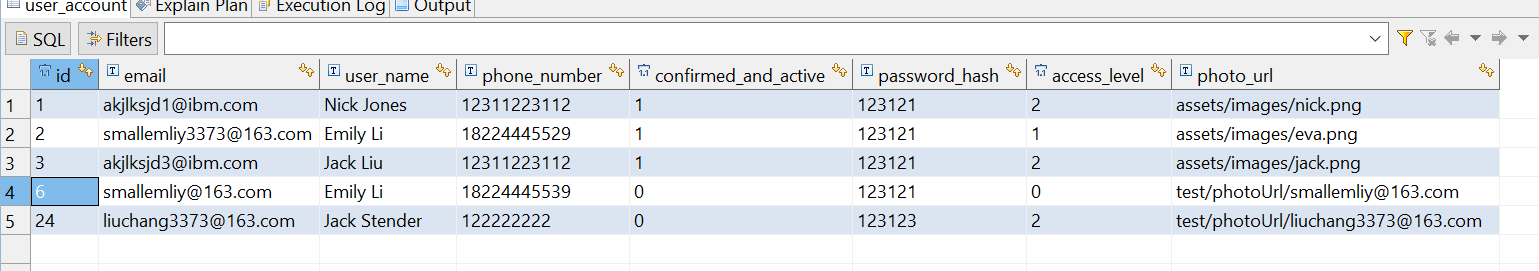 user_account Explain Plan Execution Log Output
SQL Filters
id email user_name phone_number confirmed_and_active password_hash access_level photo_url
1 1 akjlksjd1@ibm.com Nick Jones 12311223112 1 123121 2 assets/images/nick.png
2 2 smallemliy3373@163.com Emily Li 18224445529 1 123121 1 assets/images/eva.png
3 3 akjlksjd3@ibm.com Jack Liu 12311223112 1 123121 2 assets/images/jack.png
4 6 smallemliy@163.com Emily Li 18224445539 0 123121 0 test/photoUrl/smallemliy@163.com
5 24 liuchang3373@163.com Jack Stender 122222222 0 123123 2 test/photoUrl/liuchang3373@163.com